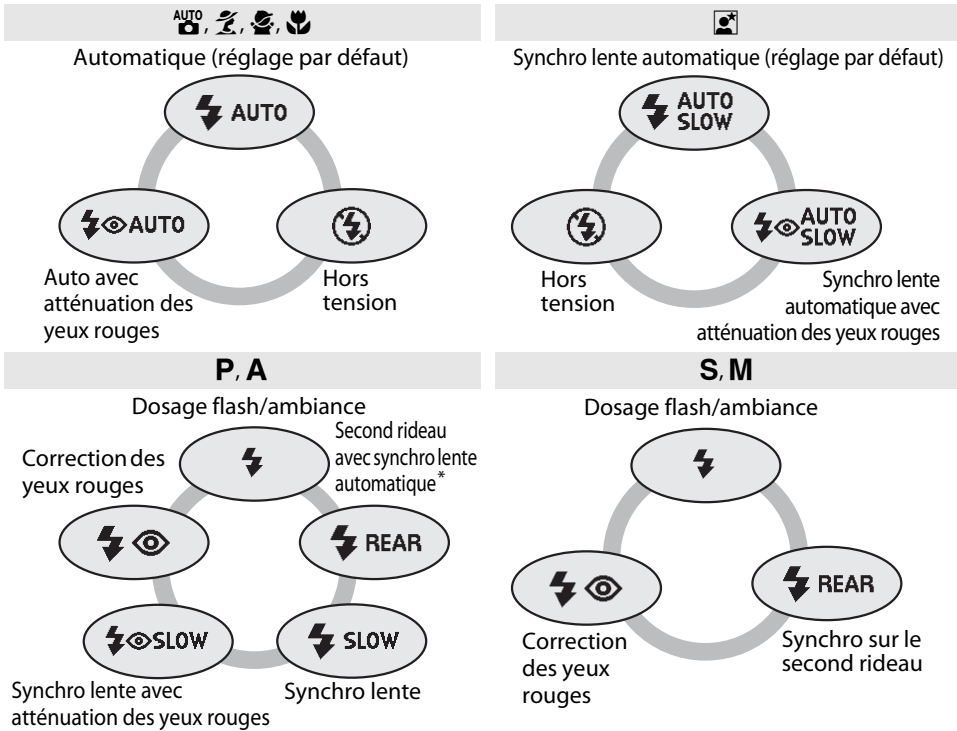 AUTO , , ,
Automatique (réglage par défaut)
AUTO
AUTO
Auto avec
atténuation des
yeux rouges
Hors
tension
Synchro lente automatique (réglage par défaut)
AUTO
SLOW
AUTO
SLOW
Hors
tension
Synchro lente
automatique avec
atténuation des yeux rouges
P, A
Dosage flash/ambiance
Correction des
yeux rouges
Second rideau
avec synchro lente
automatique*
REAR
SLOW
SLOW
Synchro lente avec
atténuation des yeux rouges
Synchro lente
S, M
Dosage flash/ambiance
REAR
Correction
des yeux
rouges
Synchro sur le
second rideau